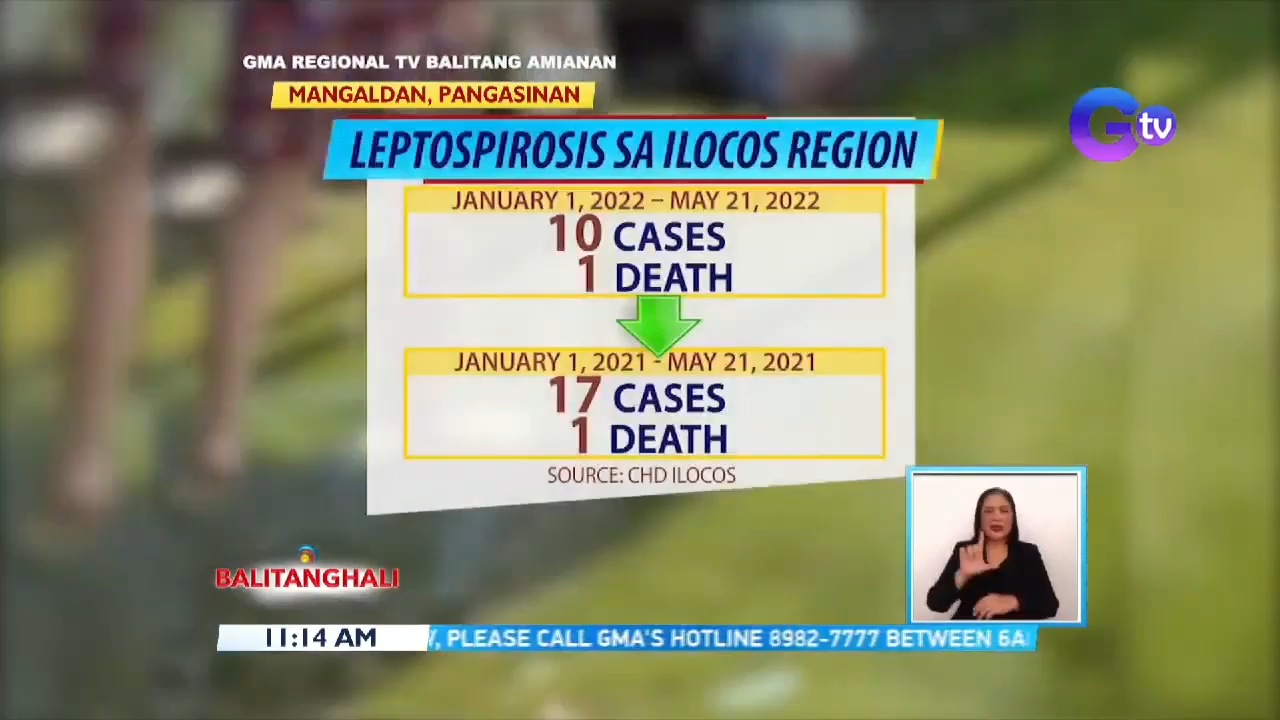 GMA REGIONAL TV BALITANG AMIANAN
MANGALDAN, PANGASINAN
Gtv
LEPTOSPIROSIS SA ILOCOS REGION
JANUARY 1, 2022 – MAY 21, 2022
10 CASES
1 DEATH
JANUARY 1, 2021 - MAY 21, 2021
17 CASES
1 DEATH
SOURCE: CHD ILOCOS
BALITANGHALI
11:14 AM
, PLEASE CALL GMA'S HOTLINE 8982-7777 BETWEEN 6A